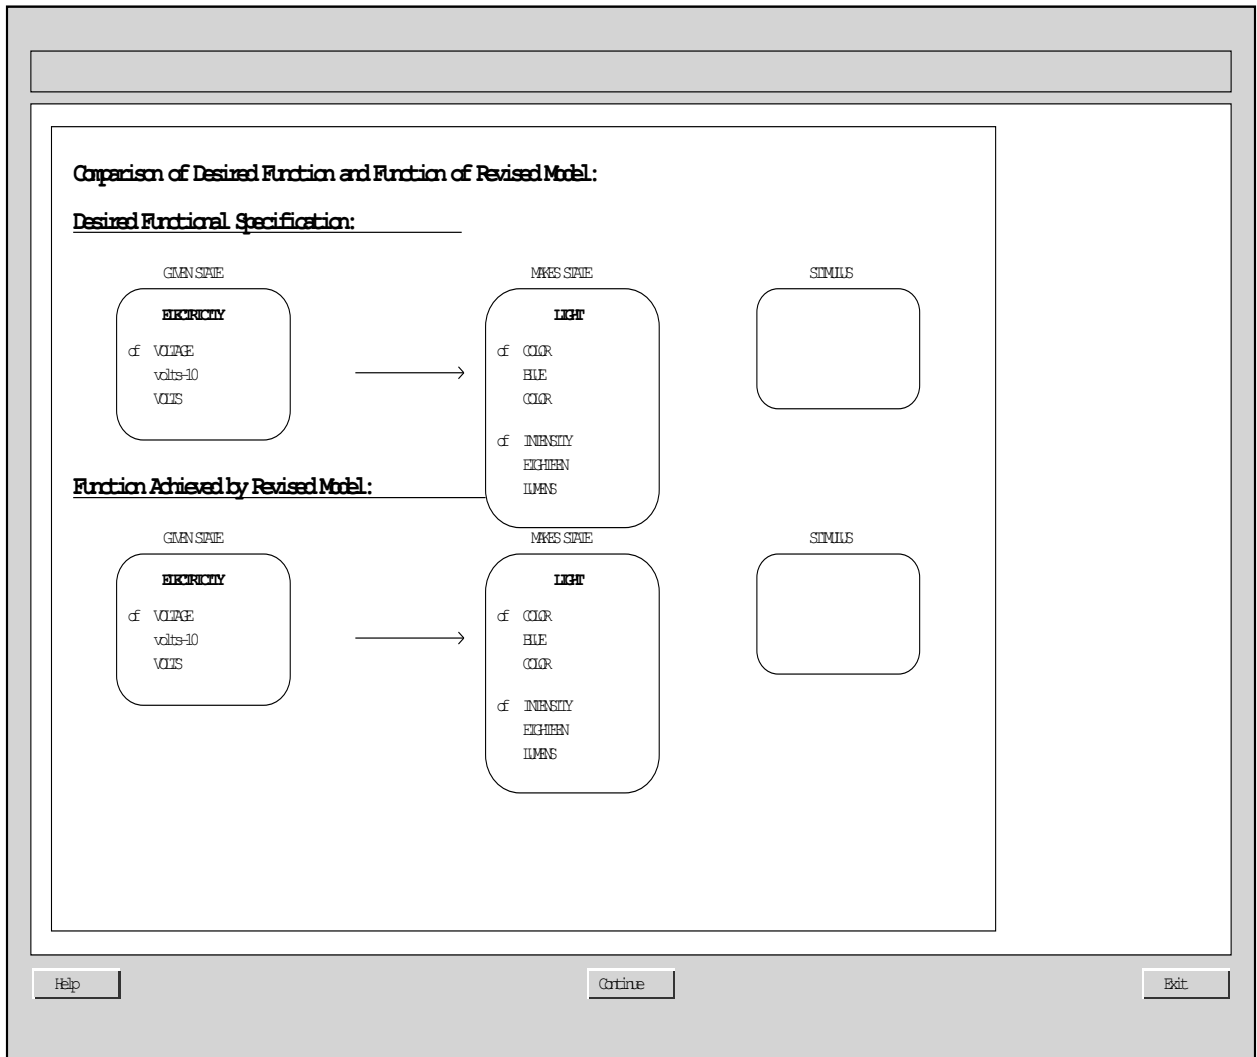 Comparison of Desired Function and Function of Revised Model:
Desired Functional Specification:
GIVEN STATE MAKES STATE STIMULUS
ELECTRICITY LIGHT
of VOLTAGE of COLOR
volts-10 BLUE
VOLTS COLOR
of INTENSITY
EIGHTEEN
LUMENS
Function Achieved by Revised Model:
GIVEN STATE MAKES STATE STIMULUS
ELECTRICITY LIGHT
of VOLTAGE of COLOR
volts-10 BLUE
VOLTS COLOR
of INTENSITY
EIGHTEEN
LUMENS
Help Continue Exit